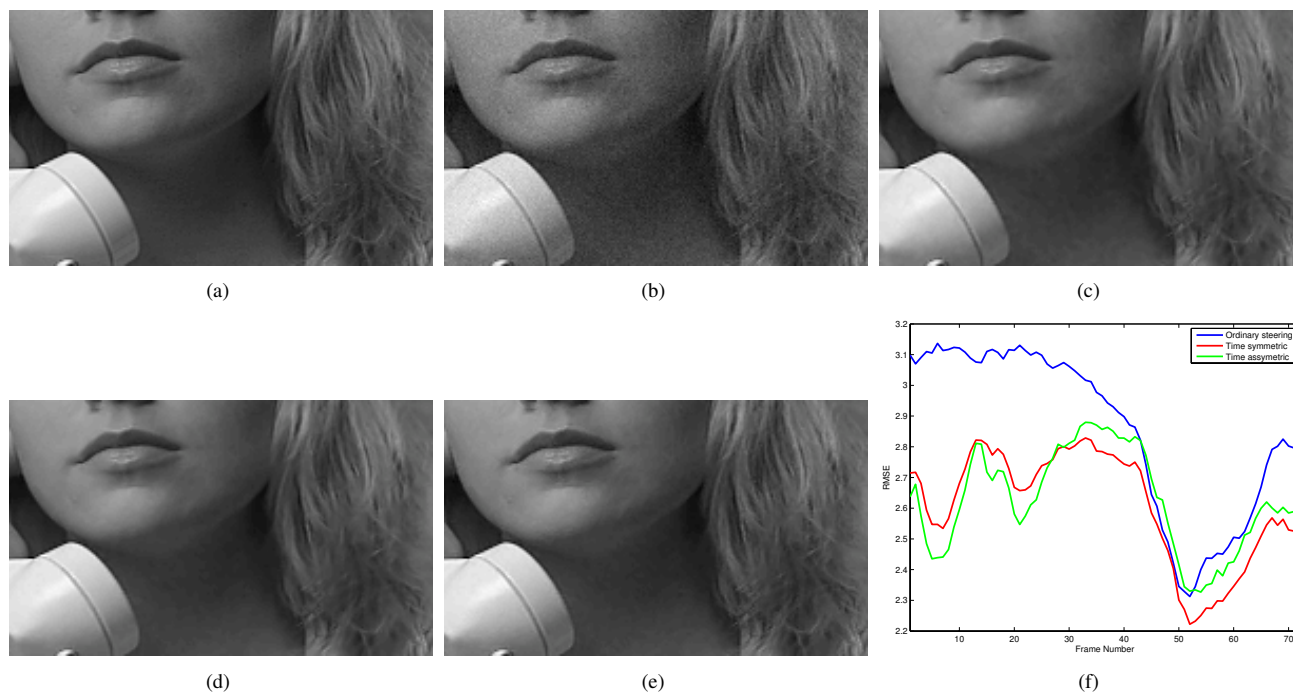 (a)
(b)
(c)
(d)
(e)
3.2
3.1
3
2.9
2.8
2.7
2.6
2.5
2.4
2.3
2.2
RMSE
Ordinary steering
Time symmetric
Time assymetric
10
20
30
40
50
60
70
Frame Number
(f)